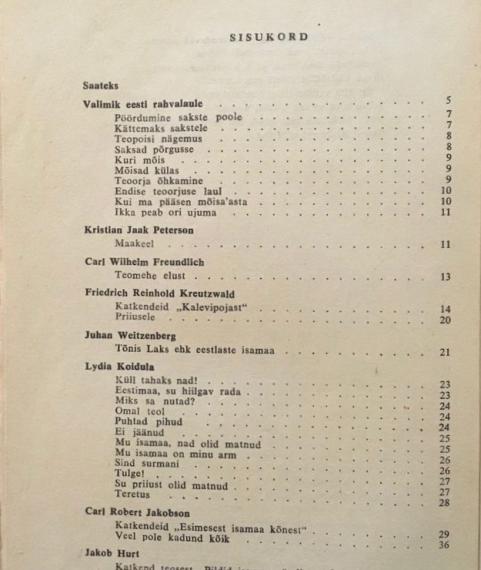 SISUKORD
Saateks
Valimik eesti rahvalaule . . . . . . . . . . . . . . 5
Pöördumine sakste poole . . . . . . . . . . . . 7
Kättemaks sakstele . . . . . . . . . . . . 7
Teopoisi nägemus . . . . . . . . . . . . 8
Saksad põrgusse . . . . . . . . . . . . 8
Kuri mõis . . . . . . . . . . . . 9
Mõisad külas . . . . . . . . . . . . 9
Teoorja õhkamine . . . . . . . . . . . . 9
Endise teoorjuse laul . . . . . . . . . . . . 10
Kui ma pääsen mõisa'asta . . . . . . . . . . . . 10
Ikka peab ori ujuma . . . . . . . . . . . . 11
Kristian Jaak Peterson
Maakeel . . . . . . . . . . . . 11
Carl Wilhelm Freundlich
Teomehe elust . . . . . . . . . . . . 13
Friedrich Reinhold Kreutzwald
Katkendeid „Kalevipojast“ . . . . . . . . . . . . 14
Priiusele . . . . . . . . . . . . 20
Juhan Weitzenberg
Tõnis Laks ehk eestlaste isamaa . . . . . . . . . . 21
Lydia Koidula
Küll tahaks nad! . . . . . . . . . . . . 23
Eestimaa, su hiilgav rada . . . . . . . . . . . . 23
Miks sa nutad? . . . . . . . . . . . . 24
Omal teol . . . . . . . . . . . . 24
Puhtad pihud . . . . . . . . . . . . 24
Ei jäänud . . . . . . . . . . . . 25
Mu isamaa, nad olid matnud . . . . . . . . . . 25
Mu isamaa on minu arm . . . . . . . . . . . . 26
Sind surmani . . . . . . . . . . . . 26
Tulge! . . . . . . . . . . . . 27
Su priiust olid matnud . . . . . . . . . . . . 27
Teretus . . . . . . . . . . . . 28
Carl Robert Jakobson
Katkendeid „Esimesest isamaa kõnest“ . . . . . . . . 29
Veel pole kadund kõik . . . . . . . . . . . . 36
Jakob Hurt
Katkend teosest „Pildid